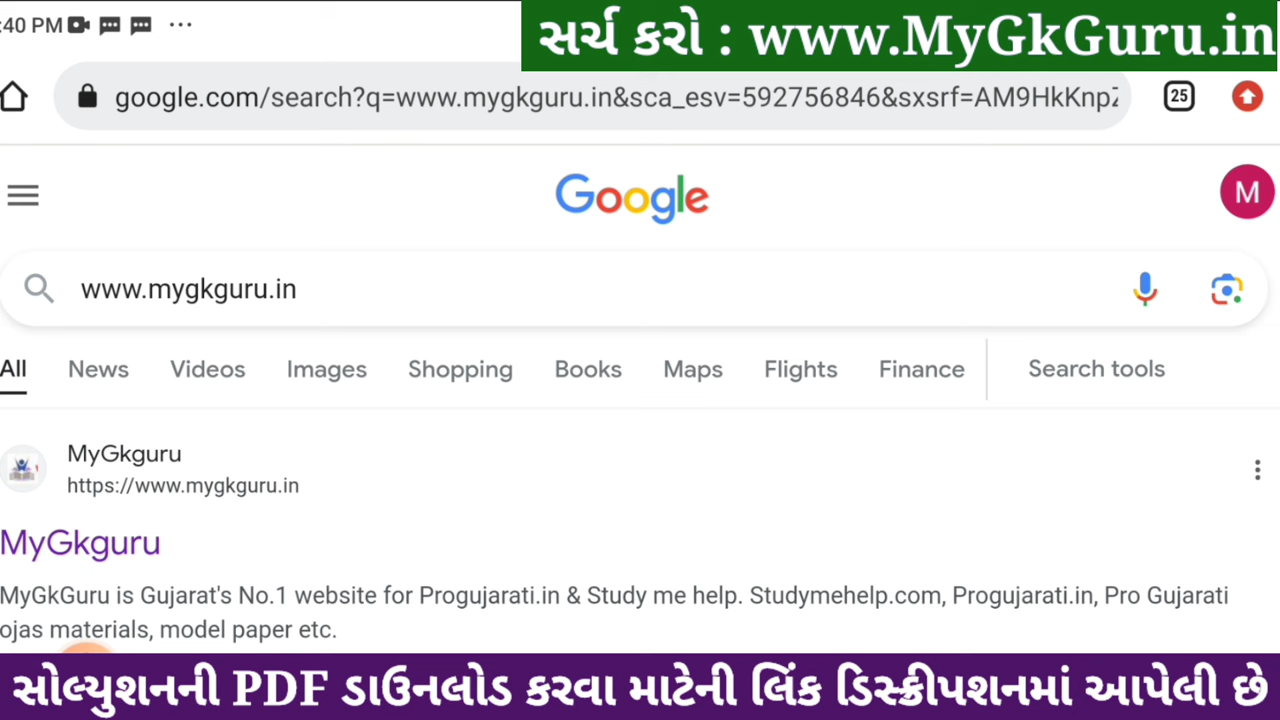 :40 PM
સર્ચ કરો : www.MyGkGuru.in
google.com/search?q=www.mygkguru.in&sca_esv=592756846&sxsrf=AM9HkKnpZ
25
Google
M
www.mygkguru.in
All News Videos Images Shopping Books Maps Flights Finance Search tools
MyGkguru
https://www.mygkguru.in
MyGkguru
MyGkGuru is Gujarat's No.1 website for Progujarati.in & Study me help. Studymehelp.com, Progujarati.in, Pro Gujarati
ojas materials, model paper etc.
સોલ્યુશનની PDF ડાઉનલોડ કરવા માટેની લિંક ડિસ્ક્રીપશનમાં આપેલી છે